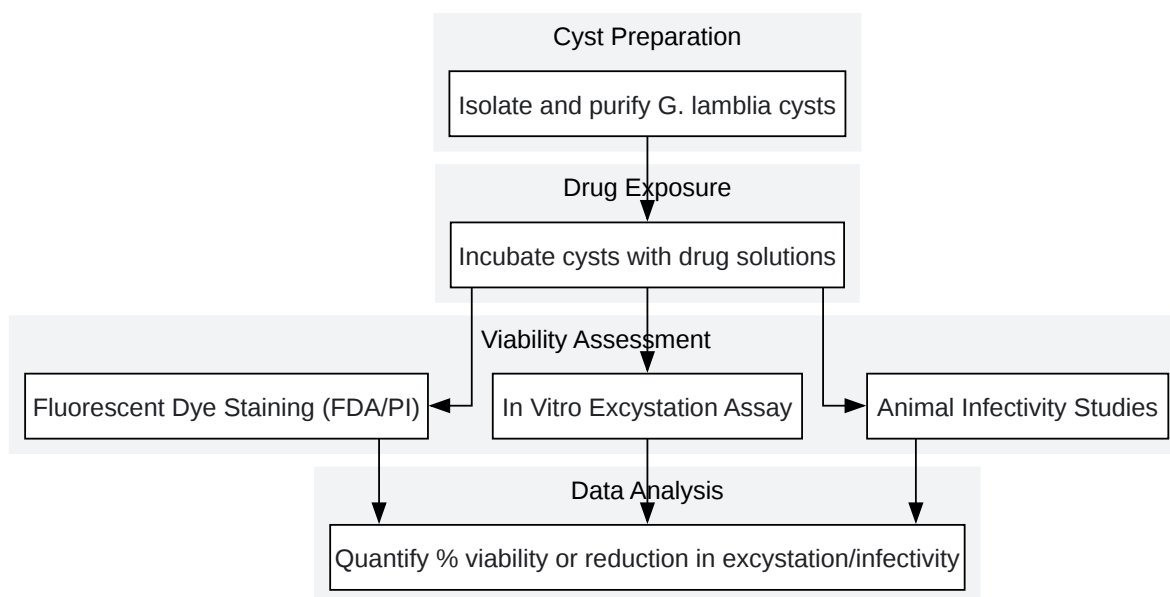 Cyst Preparation
Isolate and purify G. lamblia cysts
Drug Exposure
Incubate cysts with drug solutions
Viability Assessment
Fluorescent Dye Staining (FDA/PI)
In Vitro Excystation Assay
Animal Infectivity Studies
Data Analysis
Quantify % viability or reduction in excystation/infectivity